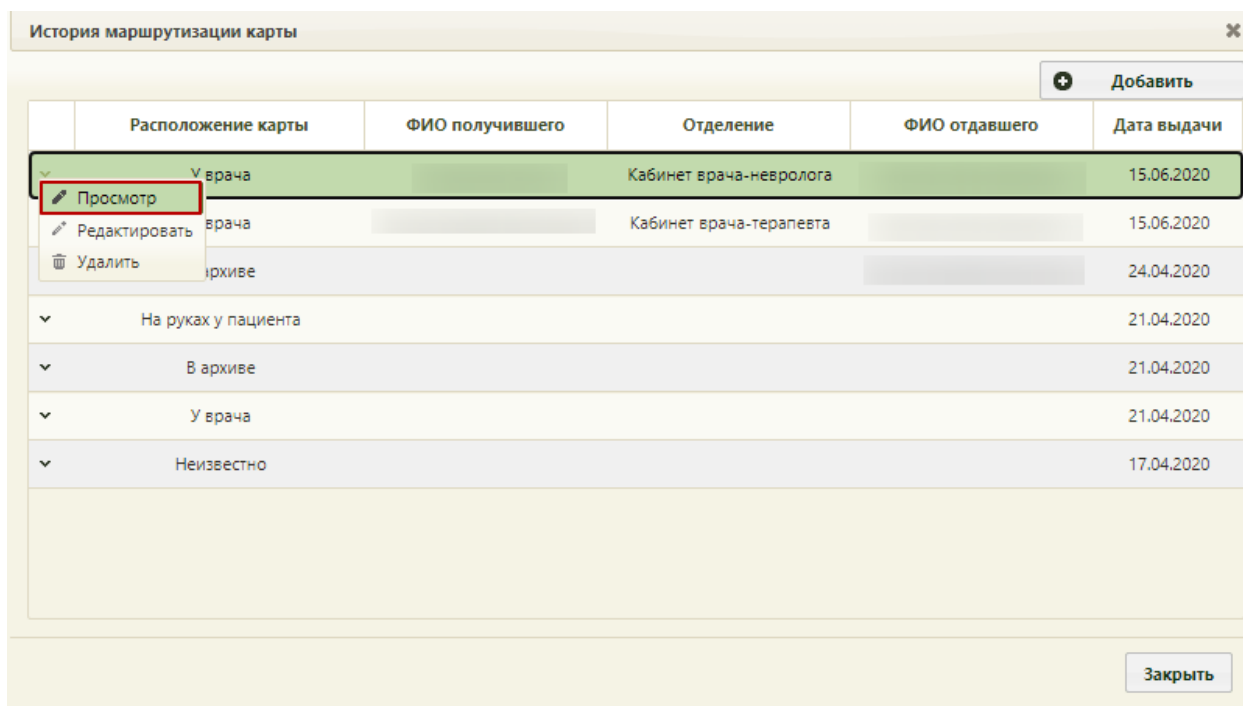 История маршрутизации карты
Добавить
Расположение карты ФИО получившего Отделение ФИО отдавшего Дата выдачи
У врача Кабинет врача-невролога 15.06.2020
Просмотр
врача Кабинет врача-терапевта 15.06.2020
Редактировать
Удалить
архиве 24.04.2020
На руках у пациента 21.04.2020
В архиве 21.04.2020
У врача 21.04.2020
Неизвестно 17.04.2020
Закрыть